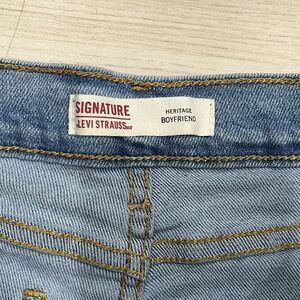 SIGNATURE
LEVI STRAUSS
HERITAGE
BOYFRIEND